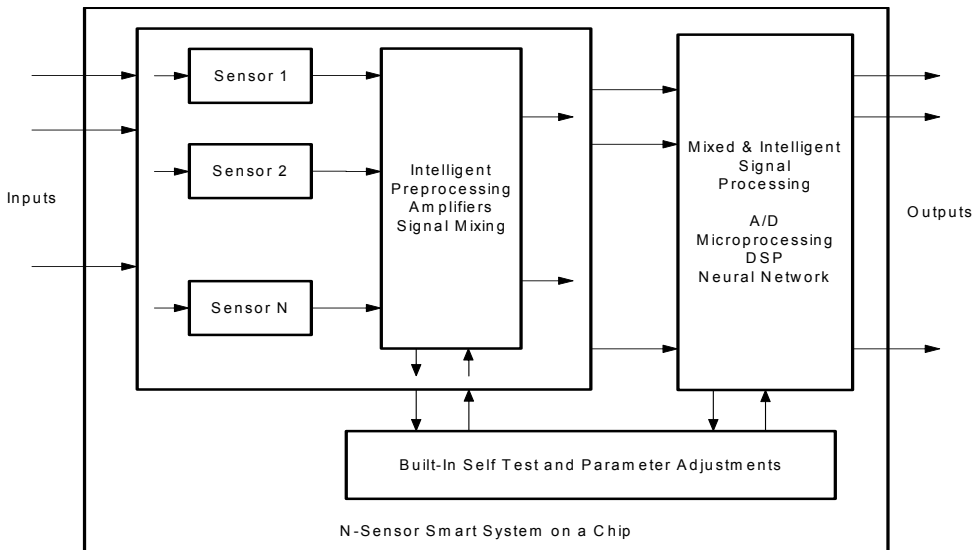 Inputs
Sensor 1
Sensor 2
Sensor N
Intelligent
Preprocessing
Amplifiers
Signal Mixing
Mixed & Intelligent
Signal
Processing
A/D
Microprocessing
DSP
Neural Network
Outputs
Built-In Self Test and Parameter Adjustments
N-Sensor Smart System on a Chip